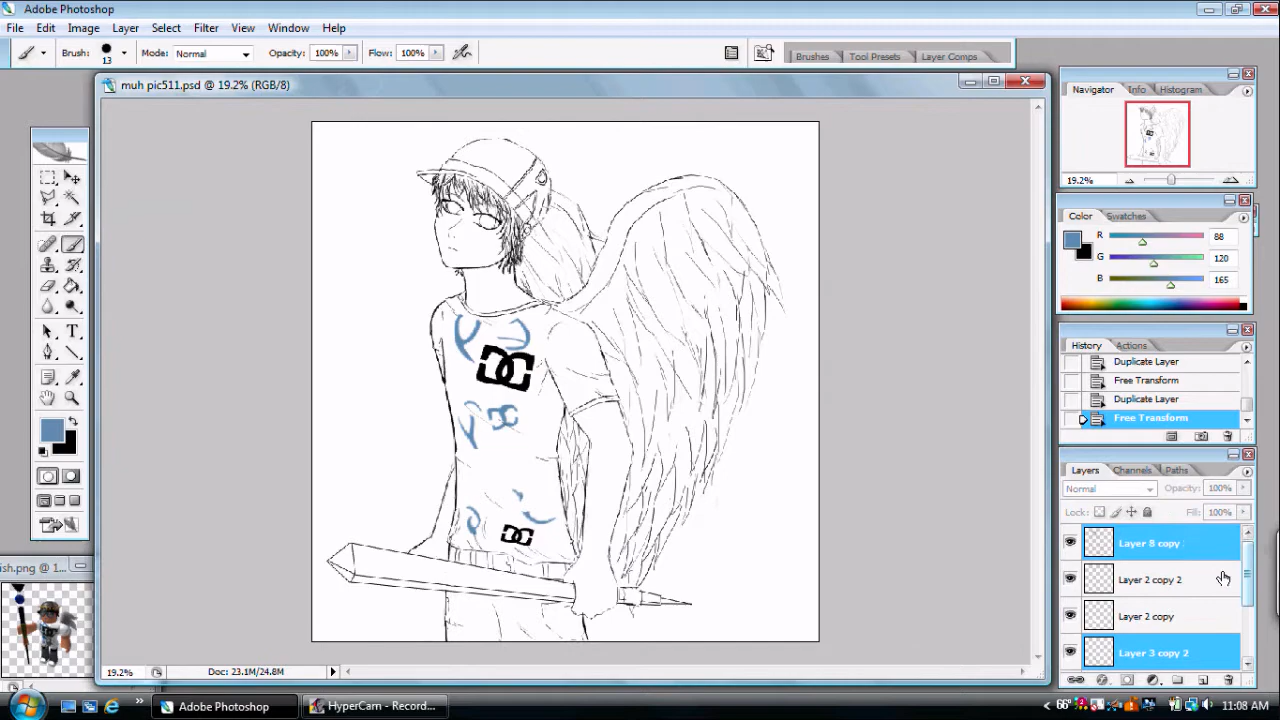 Adobe Photoshop
File Edit Image Layer Select Filter View Window Help
Brush: 13 Mode: Normal Opacity: 100% Flow: 100% Brushes Tool Presets Layer Comps
muh pic511.psd @ 19.2% (RGB/8)
Navigator Info Histogram
19.2%
Color Swatches
R 88
G 120
B 165
History Actions
Duplicate Layer
Free Transform
Duplicate Layer
Free Transform
Layers Channels Paths
Normal Opacity: 100%
Lock: Fill: 100%
Layer 8 copy
Layer 2 copy 2
Layer 2 copy
Layer 3 copy 2
ish.png @ 1...
19.2% Doc: 23.1M/24.8M
Adobe Photoshop HyperCam - Record... 66° 11:08 AM